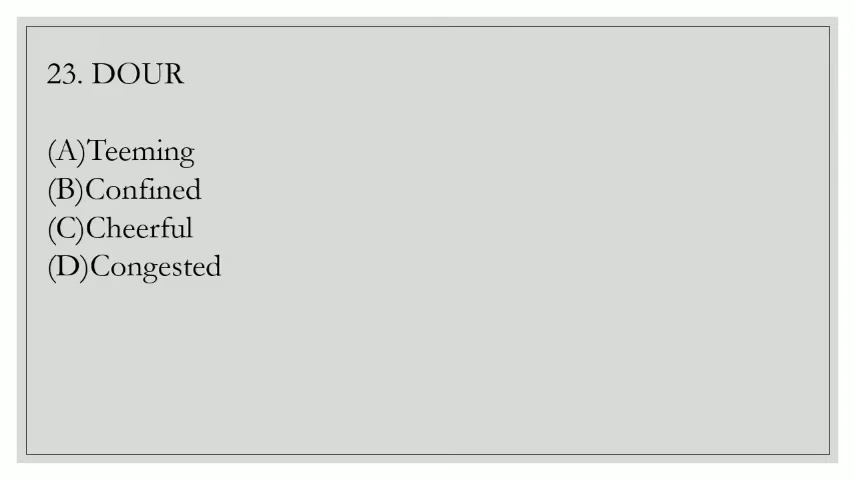 23. DOUR
(A)Teeming
(B)Confined
(C)Cheerful
(D)Congested